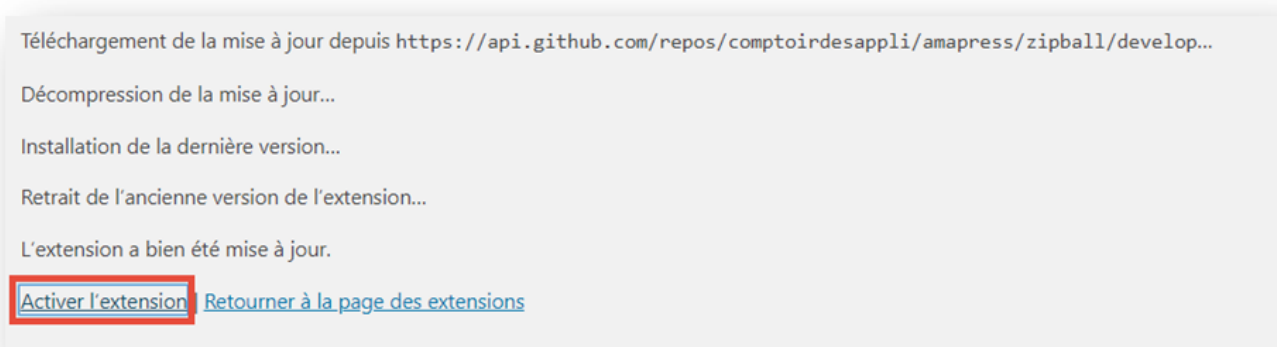 Téléchargement de la mise à jour depuis https://api.github.com/repos/comptoirdesappli/amapress/zipball/develop...
Décompression de la mise à jour...
Installation de la dernière version...
Retrait de l’ancienne version de l’extension...
L’extension a bien été mise à jour.
Activer l’extension | Retourner à la page des extensions